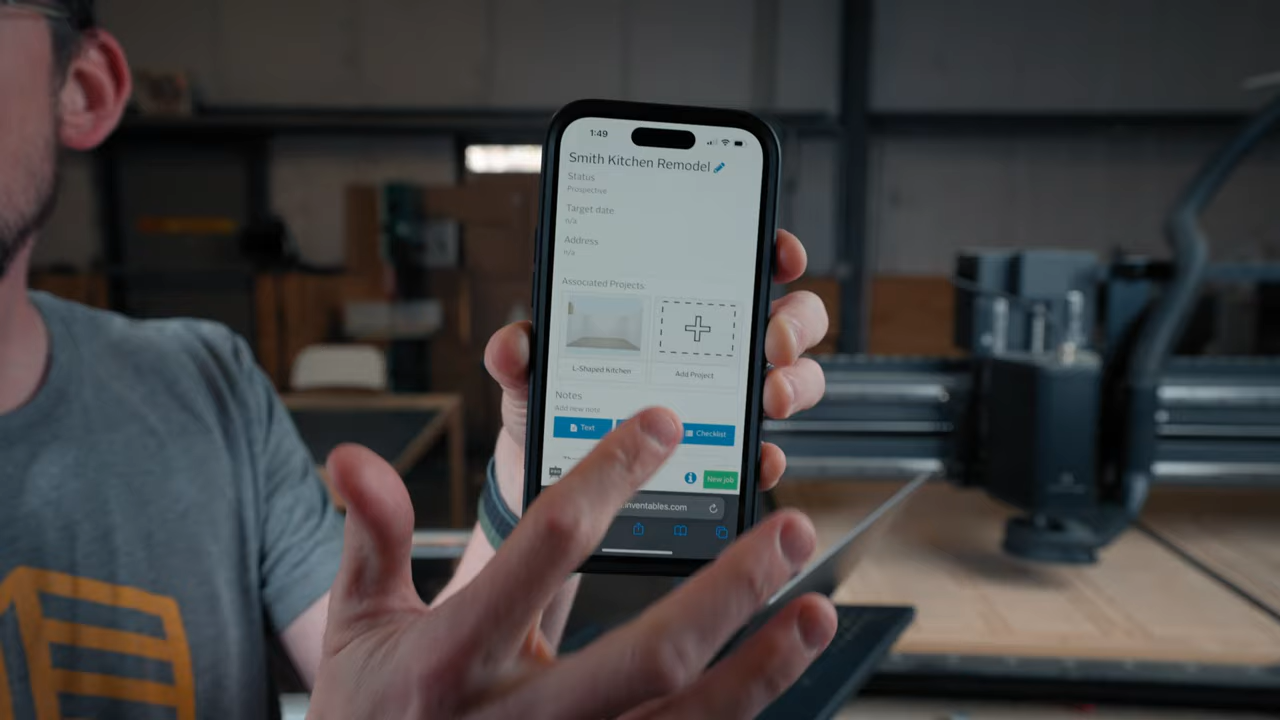 1:49
Smith Kitchen Remodel
Status
Prospective
Target date
n/a
Address
n/a
Associated Projects:
L-Shaped Kitchen
Add Project
Notes
Add new note
Text
Checklist
New job
inventables.com